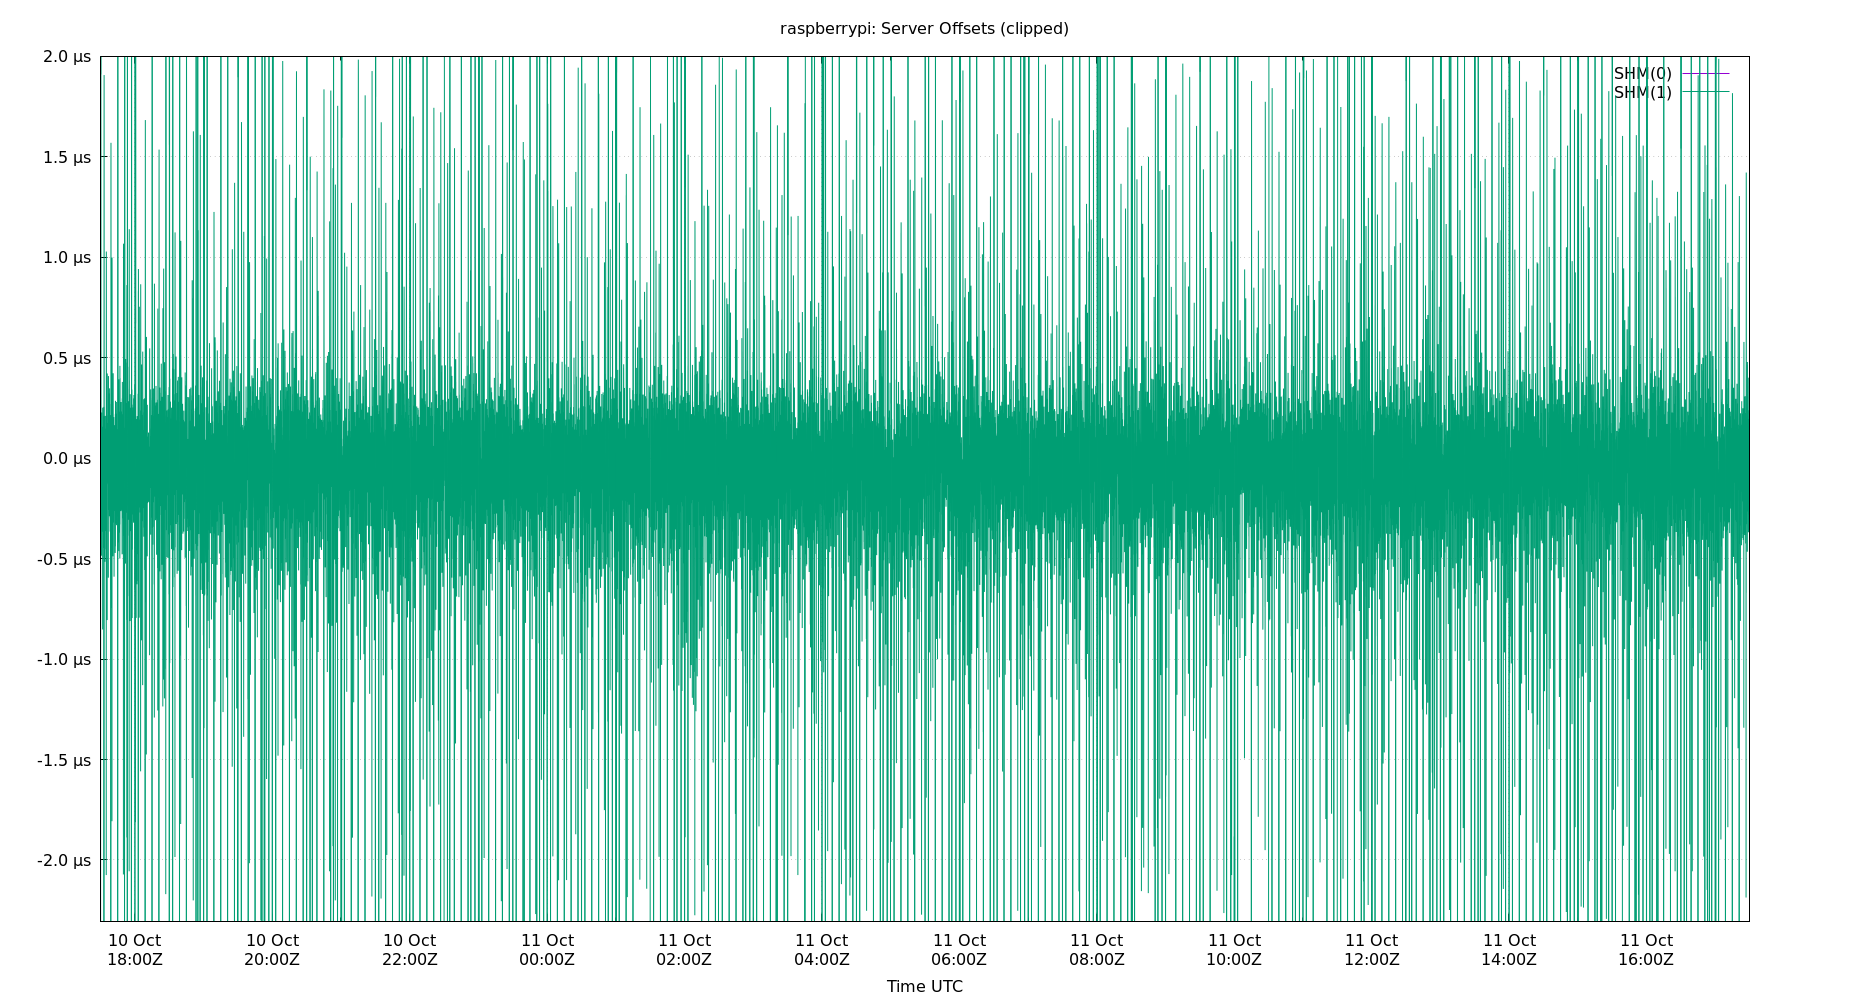 raspberrypi: Server Offsets (clipped)
2.0 µs
SHM(0)
SHM(1)
1.5 µs
1.0 µs
0.5 µs
0.0 µs
-0.5 µs
-1.0 µs
-1.5 µs
-2.0 µs
10 Oct 10 Oct 10 Oct 11 Oct 11 Oct 11 Oct 11 Oct 11 Oct 11 Oct 11 Oct 11 Oct 11 Oct
18:00Z 20:00Z 22:00Z 00:00Z 02:00Z 04:00Z 06:00Z 08:00Z 10:00Z 12:00Z 14:00Z 16:00Z
Time UTC